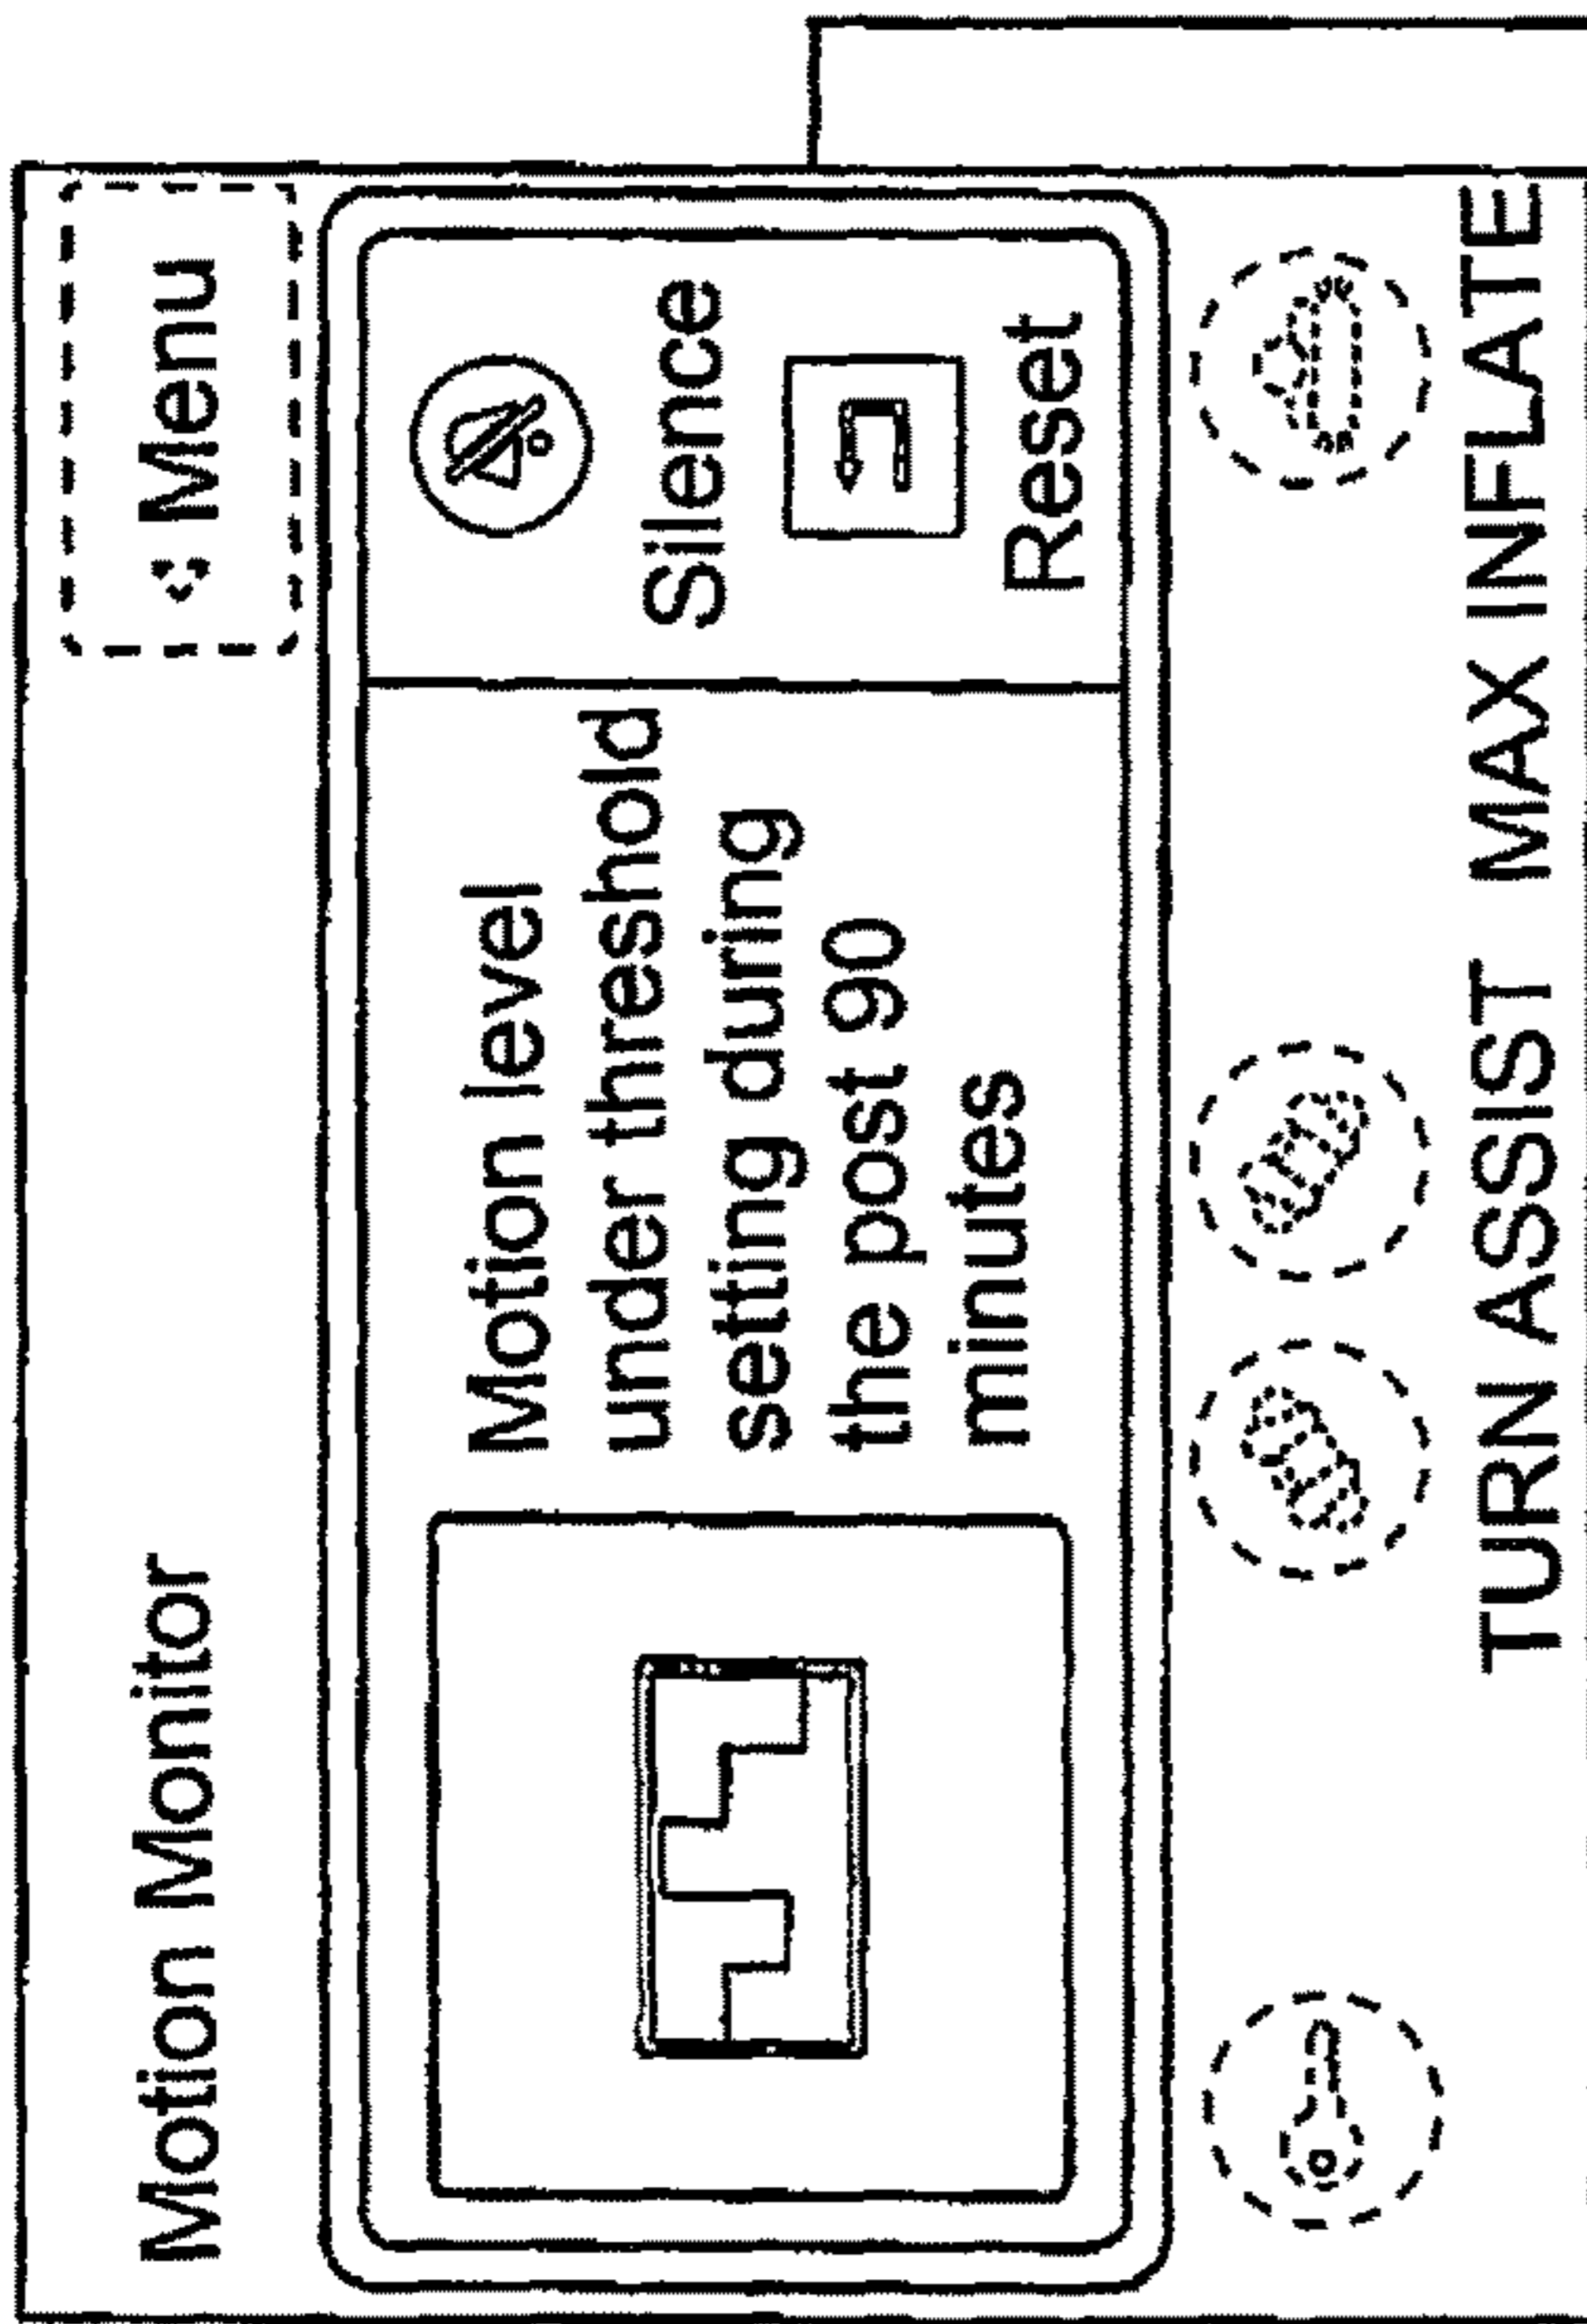 Motion Monitor
< Menu
Motion level
under threshold
setting during
the post 90
minutes
Silence
Reset
TURN ASSIST MAX INFLATE